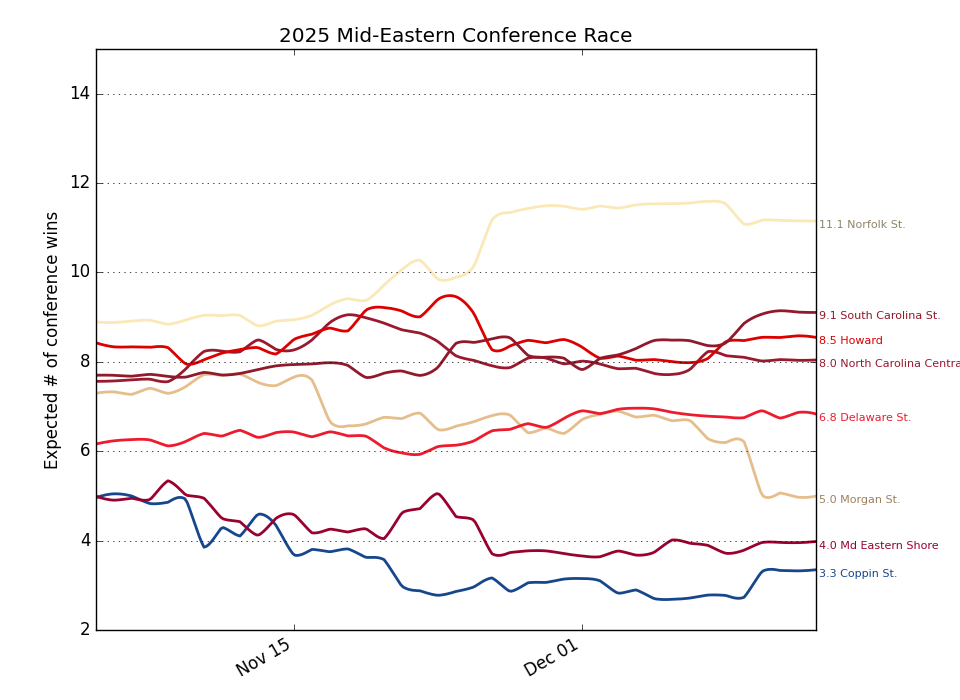 2025 Mid-Eastern Conference Race
Expected # of conference wins
14
12
10
8
6
4
2
Nov 15
Dec 01
11.1 Norfolk St.
9.1 South Carolina St.
8.5 Howard
8.0 North Carolina Centra
6.8 Delaware St.
5.0 Morgan St.
4.0 Md Eastern Shore
3.3 Coppin St.